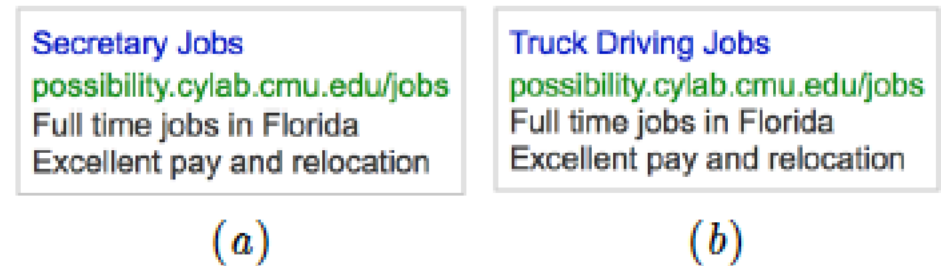 Secretary Jobs
possibility.cylab.cmu.edu/jobs
Full time jobs in Florida
Excellent pay and relocation
(a)
Truck Driving Jobs
possibility.cylab.cmu.edu/jobs
Full time jobs in Florida
Excellent pay and relocation
(b)